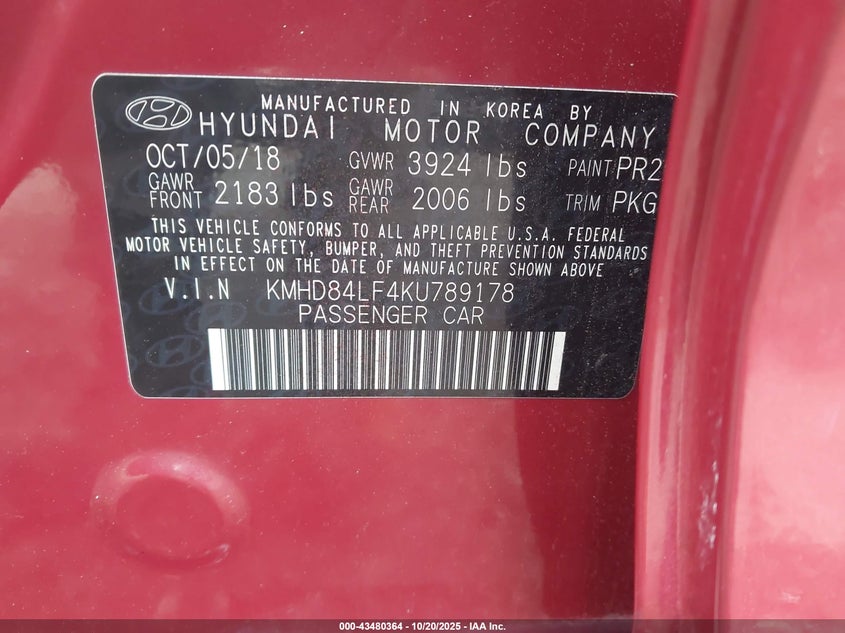 MANUFACTURED IN KOREA BY
HYUNDAI MOTOR COMPANY
OCT/05/18 GVWR 3924 lbs PAINT PR2
GAWR FRONT 2183 lbs GAWR REAR 2006 lbs TRIM PKG
THIS VEHICLE CONFORMS TO ALL APPLICABLE U.S.A. FEDERAL
MOTOR VEHICLE SAFETY, BUMPER, AND THEFT PREVENTION STANDARDS
IN EFFECT ON THE DATE OF MANUFACTURE SHOWN ABOVE
V.I.N KMHD84LF4KU789178
PASSENGER CAR
000-43480364 - 10/20/2025 - IAA Inc.